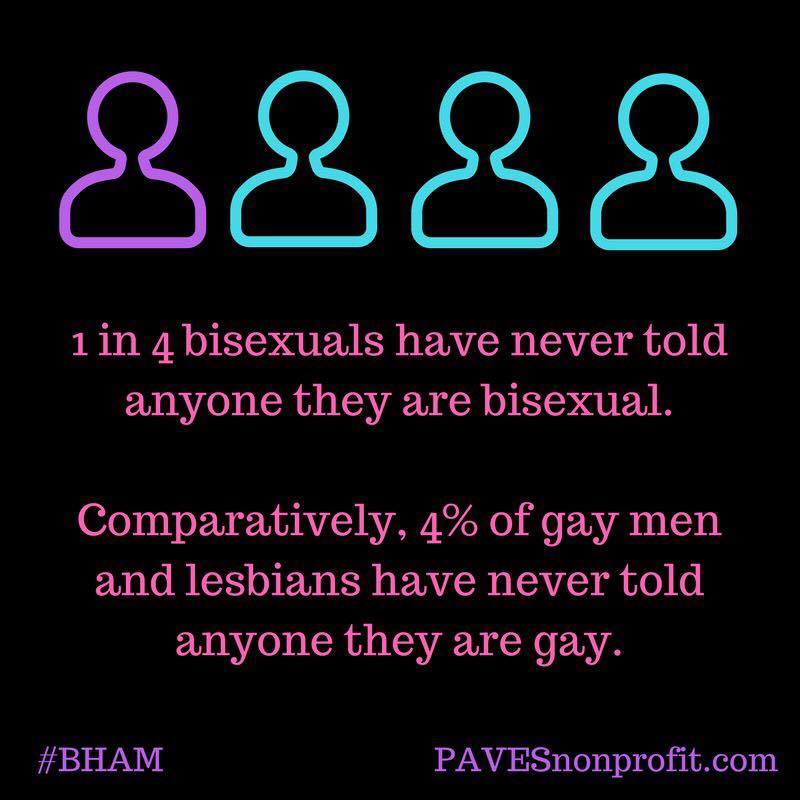 1 in 4 bisexuals have never told
anyone they are bisexual.
Comparatively, 4% of gay men
and lesbians have never told
anyone they are gay.
#BHAM
PAVESnonprofit.com